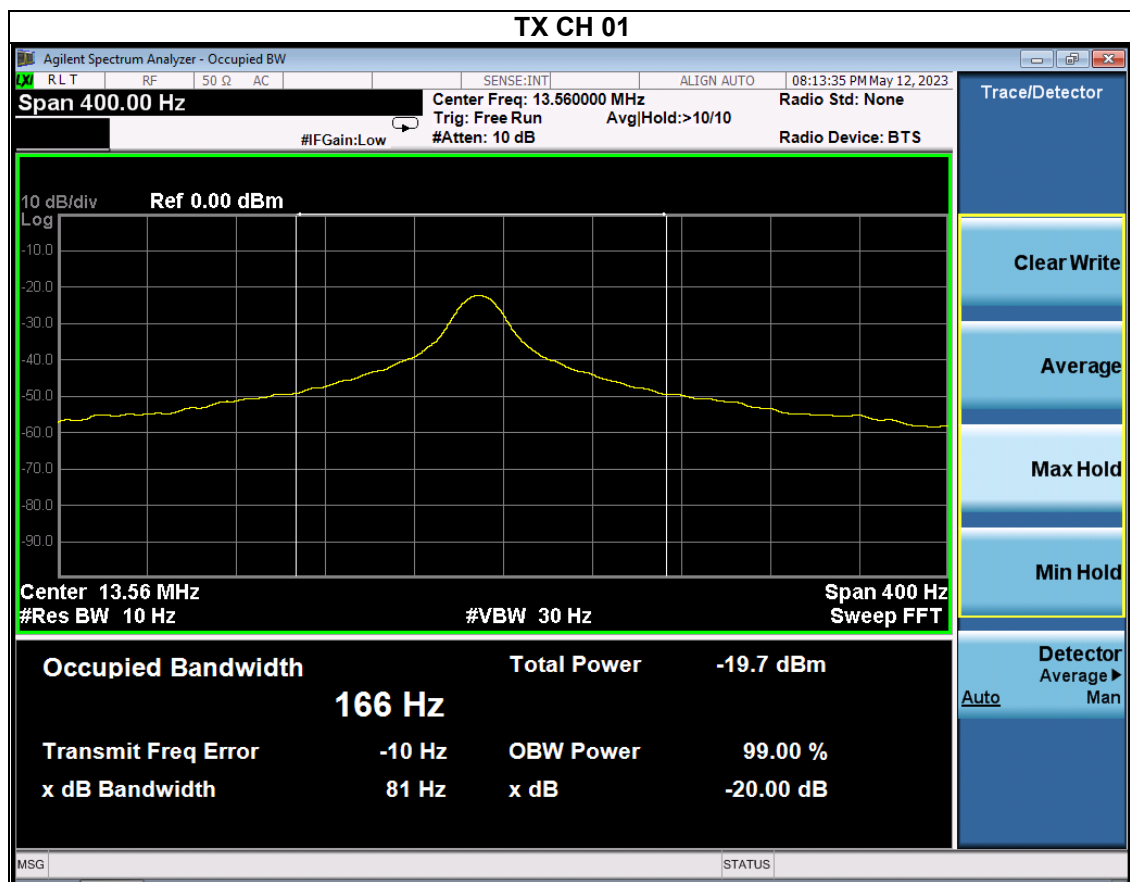 TX CH 01
Agilent Spectrum Analyzer - Occupied BW
LXI RLT RF 50 Ω AC SENSE:INT ALIGN AUTO 08:13:35 PM May 12, 2023
Span 400.00 Hz
Center Freq: 13.560000 MHz
Radio Std: None
Trig: Free Run Avg|Hold:>10/10
#IFGain:Low #Atten: 10 dB Radio Device: BTS
10 dB/div Ref 0.00 dBm
Log
-10.0
-20.0
-30.0
-40.0
-50.0
-60.0
-70.0
-80.0
-90.0
Center 13.56 MHz Span 400 Hz
#Res BW 10 Hz #VBW 30 Hz Sweep FFT
Occupied Bandwidth Total Power -19.7 dBm
166 Hz
Transmit Freq Error -10 Hz OBW Power 99.00 %
x dB Bandwidth 81 Hz x dB -20.00 dB
Trace/Detector
Clear Write
Average
Max Hold
Min Hold
Detector
Average▶
Auto Man
MSG STATUS